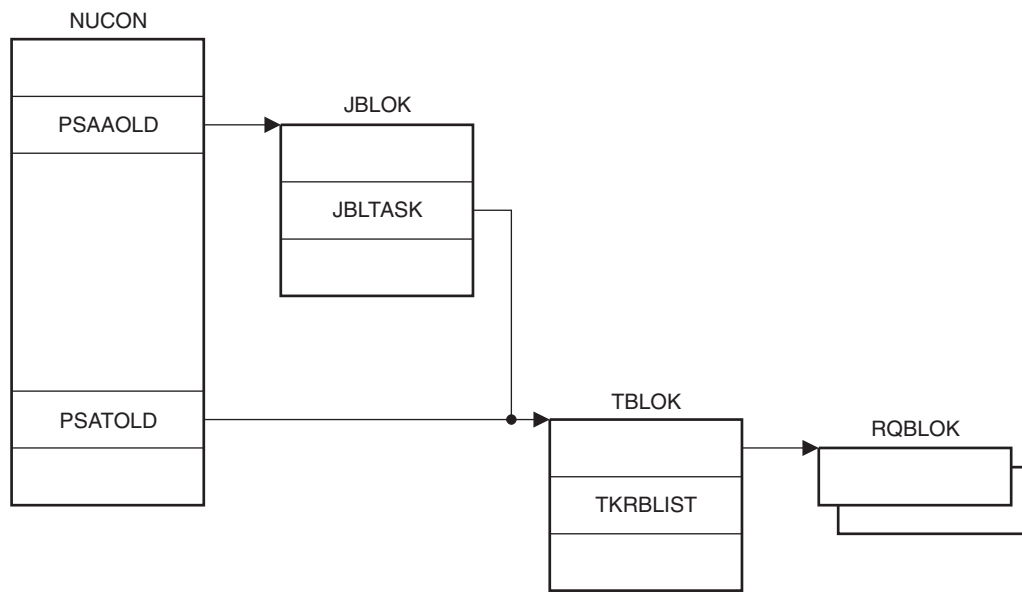 NUCON
PSAAOLD
JBLOK
JBLTASK
PSATOLD
TBLOK
TKRBLIST
RQBLOK